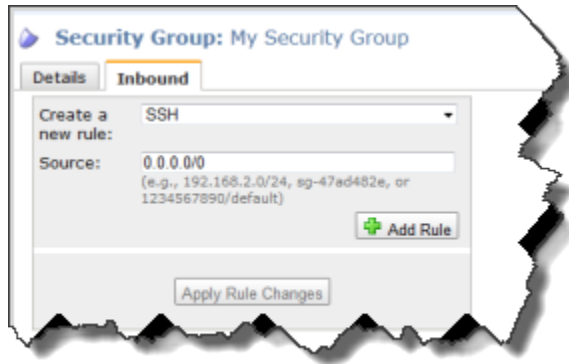 Security Group: My Security Group
Details
Inbound
Create a
new rule:
SSH
Source:
0.0.0.0/0
(e.g., 192.168.2.0/24, sg-47ad482e, or
1234567890/default)
Add Rule
Apply Rule Changes